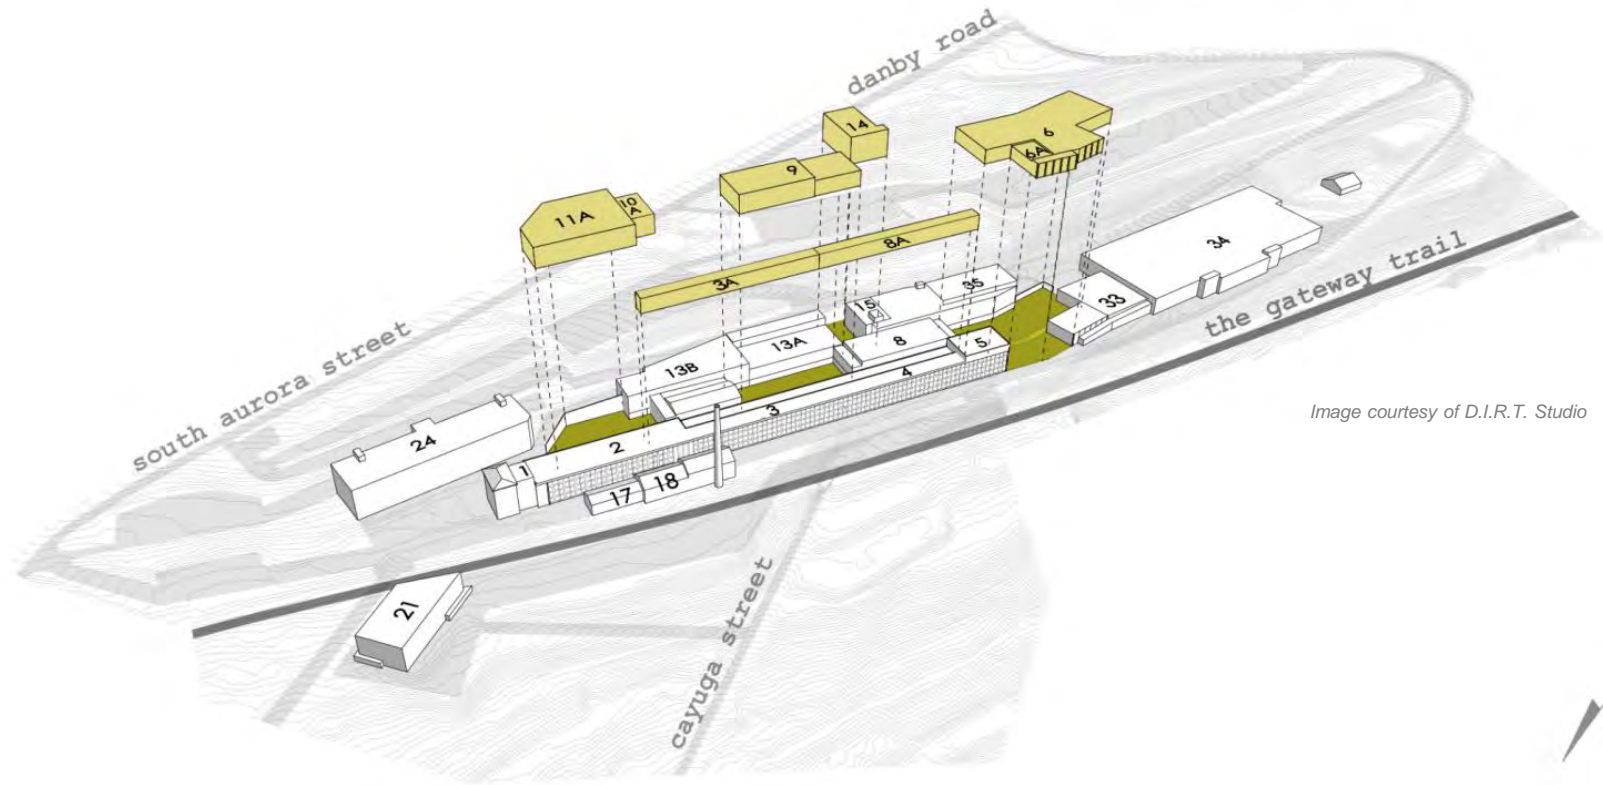 danby road
14
6
6A
9
10
A
11A
8A
3A
34
the gateway trail
35
15
33
13A
8
5
13B
4
south aurora street
3
24
2
1
18
17
Image courtesy of D.I.R.T. Studio
21
cayuga street